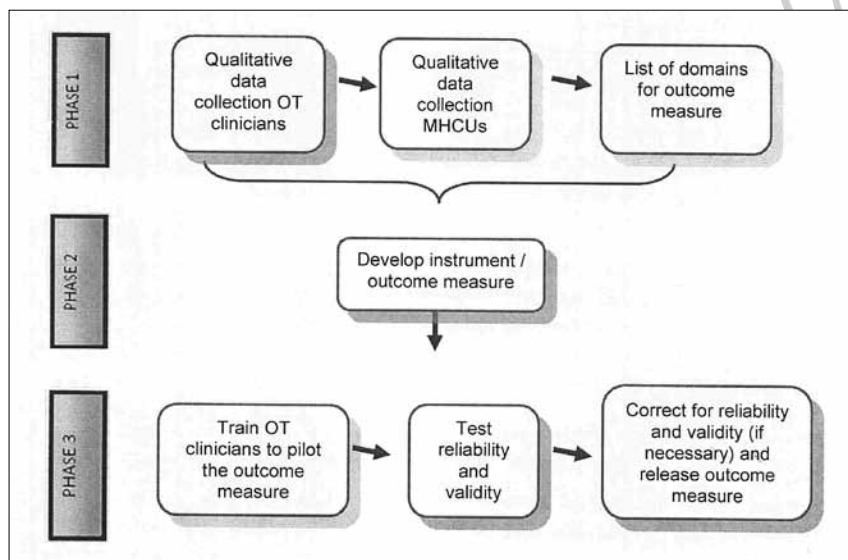 PHASE 1
Qualitative
data
collection OT
clinicians
Qualitative
data
collection
MHCUs
List of domains
for outcome
measure
PHASE 2
Develop instrument /
outcome measure
PHASE 3
Train OT
clinicians to pilot
the outcome
measure
Test
reliability
and
validity
Correct for reliability
and validity (if
necessary) and
release outcome
measure